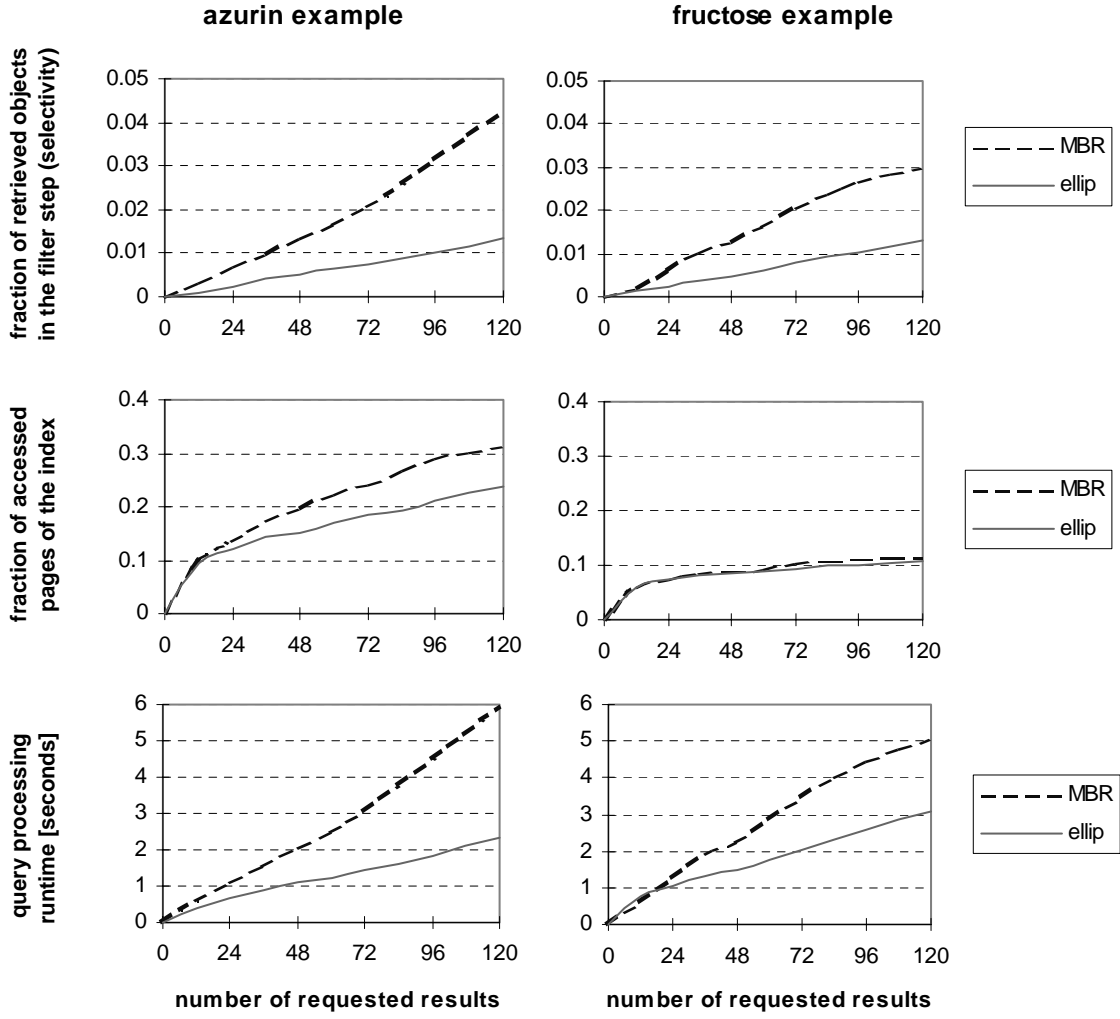 azurin example
fructose example
fraction of retrieved objects
in the filter step (selectivity)
0.05
0.04
0.03
0.02
0.01
0
0 24 48 72 96 120
0.05
0.04
0.03
0.02
0.01
0
0 24 48 72 96 120
MBR
ellip
fraction of accessed
pages of the index
0.4
0.3
0.2
0.1
0
0 24 48 72 96 120
0.4
0.3
0.2
0.1
0
0 24 48 72 96 120
MBR
ellip
query processing
runtime [seconds]
6
5
4
3
2
1
0
0 24 48 72 96 120
number of requested results
6
5
4
3
2
1
0
0 24 48 72 96 120
number of requested results
MBR
ellip